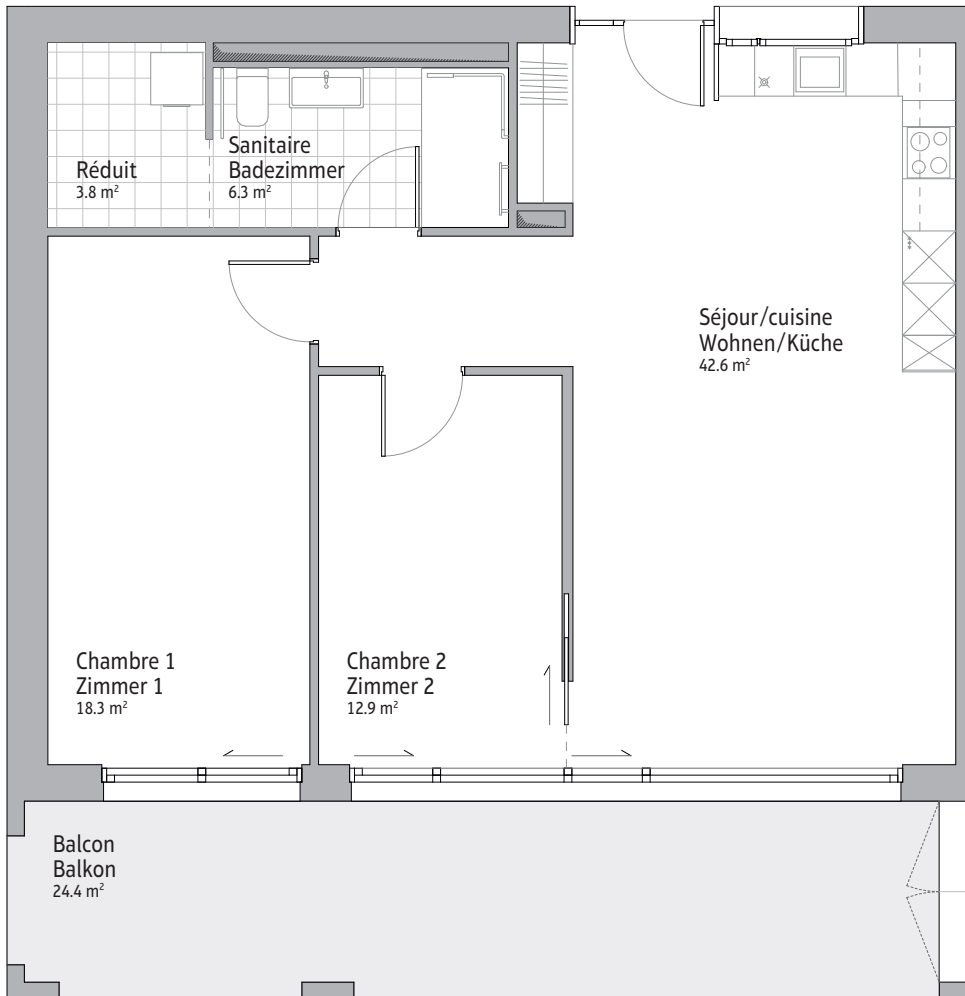 Réduit
3.8 m²
Sanitaire
Badezimmer
6.3 m²
Séjour/cuisine
Wohnen/Küche
42.6 m²
Chambre 1
Zimmer 1
18.3 m²
Chambre 2
Zimmer 2
12.9 m²
Balcon
Balkon
24.4 m²